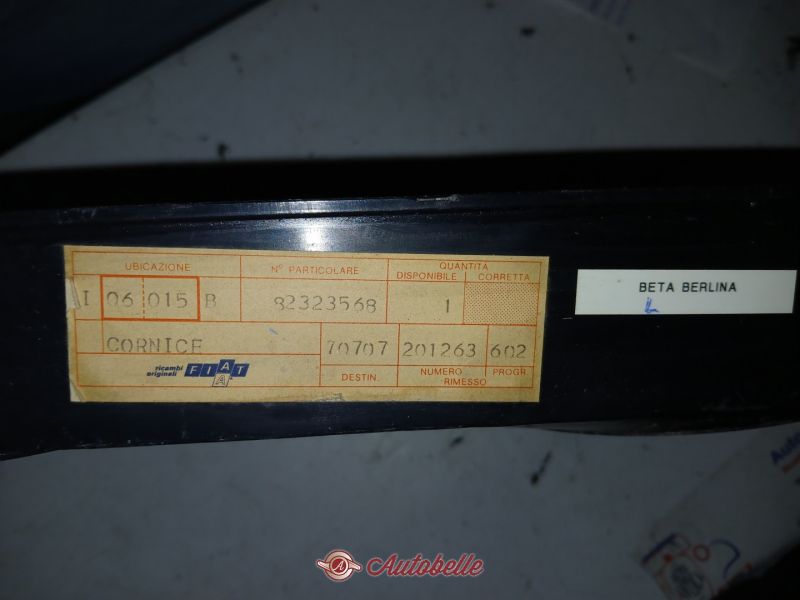 UBICAZIONE
Nº PARTICOLARE
QUANTITA
DISPONIBILE
CORRETTA
I 06 015 B
82323568
1
CORNICE
70707
201263
602
ricambi originali
FIAT
DESTIN.
NUMERO
RIMESSO
PROGR.
BETA BERLINA
L
Autobelle